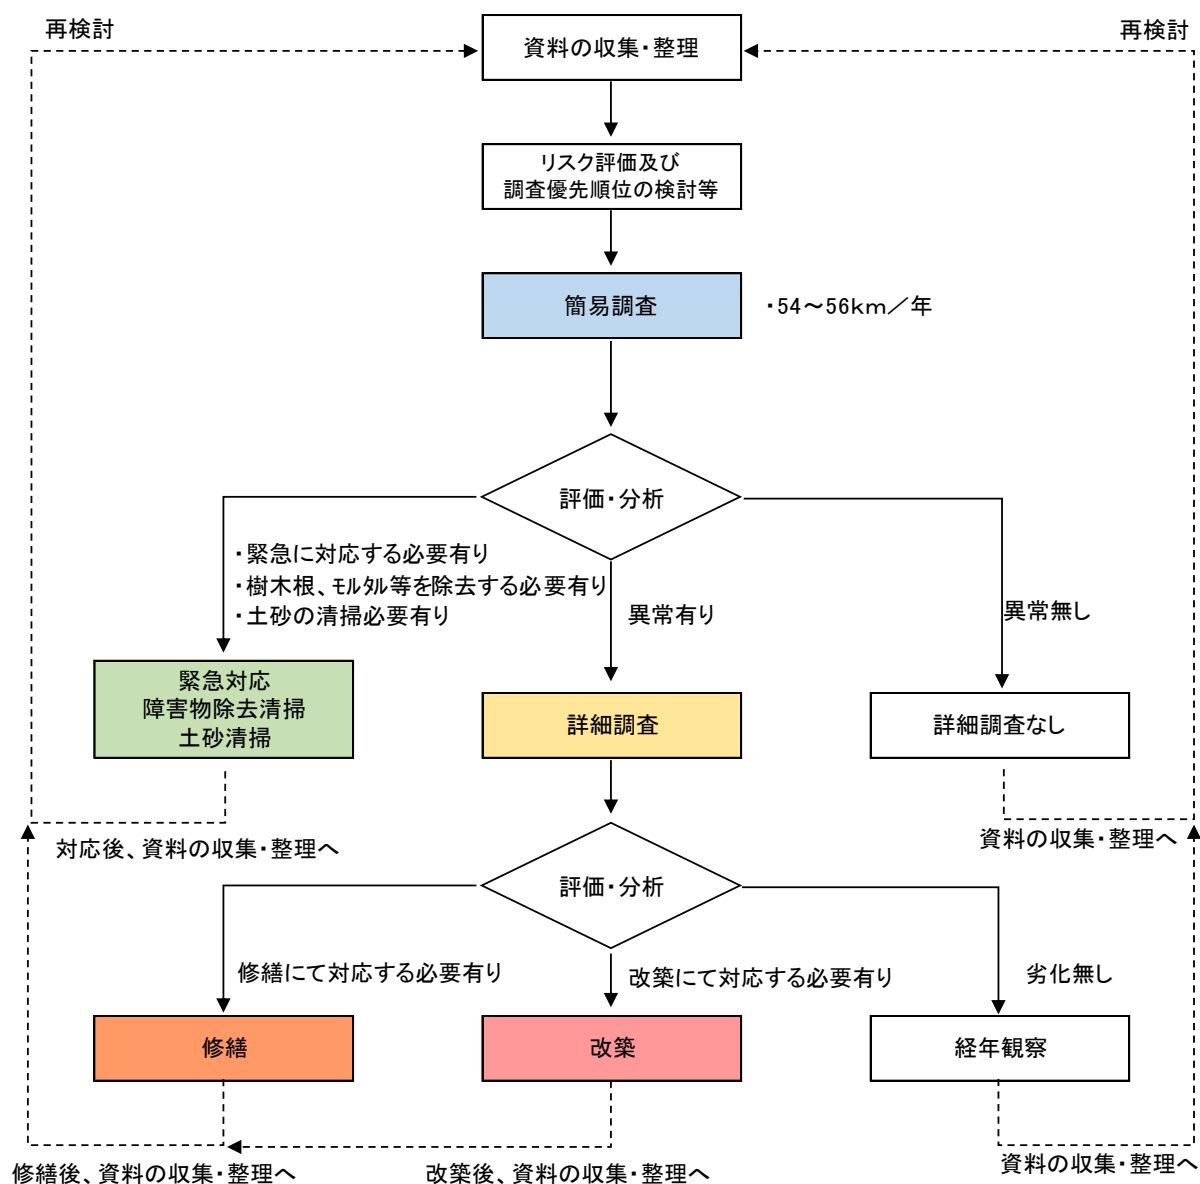 再検討
再検討
資料の収集・整理
リスク評価及び
調査優先順位の検討等
簡易調査
・54～56km／年
評価・分析
・緊急に対応する必要有り
・樹木根、ﾓﾙﾀﾙ等を除去する必要有り
・土砂の清掃必要有り
異常有り
異常無し
緊急対応
障害物除去清掃
土砂清掃
詳細調査
詳細調査なし
対応後、資料の収集・整理へ
資料の収集・整理へ
評価・分析
修繕にて対応する必要有り
改築にて対応する必要有り
劣化無し
修繕
改築
経年観察
修繕後、資料の収集・整理へ
改築後、資料の収集・整理へ
資料の収集・整理へ